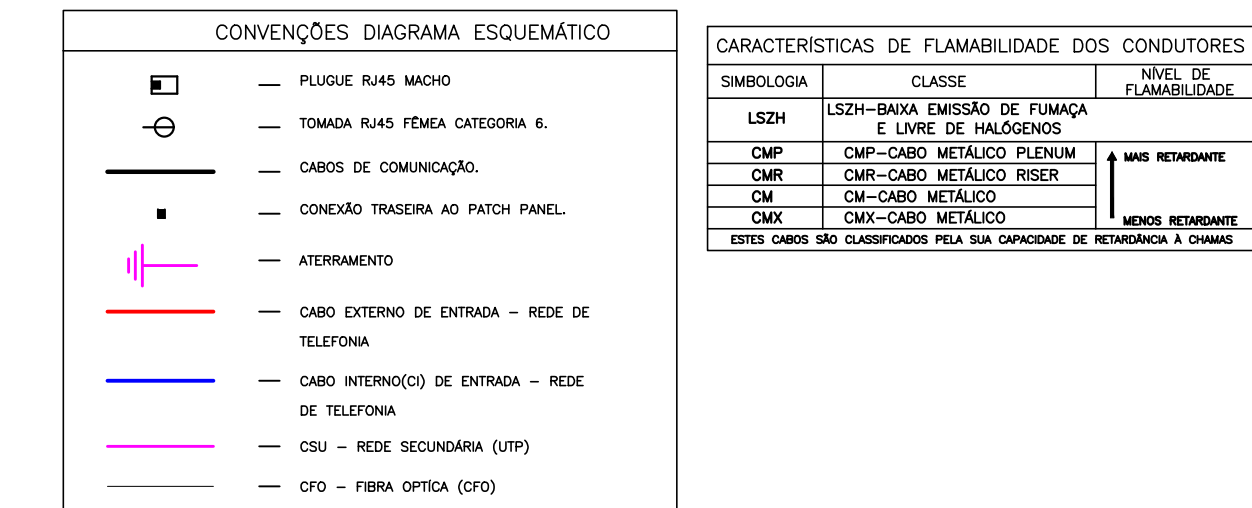 CONVENÇÕES DIAGRAMA ESQUEMÁTICO
PLUGUE RJ45 MACHO
TOMADA RJ45 FÊMEA CATEGORIA 6.
CABOS DE COMUNICAÇÃO.
CONEXÃO TRASEIRA AO PATCH PANEL.
ATERRAMENTO
CABO EXTERNO DE ENTRADA – REDE DE
TELEFONIA
CABO INTERNO(CI) DE ENTRADA – REDE
DE TELEFONIA
CSU – REDE SECUNDÁRIA (UTP)
CFO – FIBRA OPTÍCA (CFO)
CARACTERÍSTICAS DE FLAMABILIDADE DOS CONDUTORES
SIMBOLOGIA CLASSE NÍVEL DE
FLAMABILIDADE
LSZH LSZH–BAIXA EMISSÃO DE FUMAÇA
E LIVRE DE HALÓGENOS
CMP CMP–CABO METÁLICO PLENUM MAIS RETARDANTE
CMR CMR–CABO METÁLICO RISER
CM CM–CABO METÁLICO
CMX CMX–CABO METÁLICO MENOS RETARDANTE
ESTES CABOS SÃO CLASSIFICADOS PELA SUA CAPACIDADE DE RETARDÂNCIA À CHAMAS